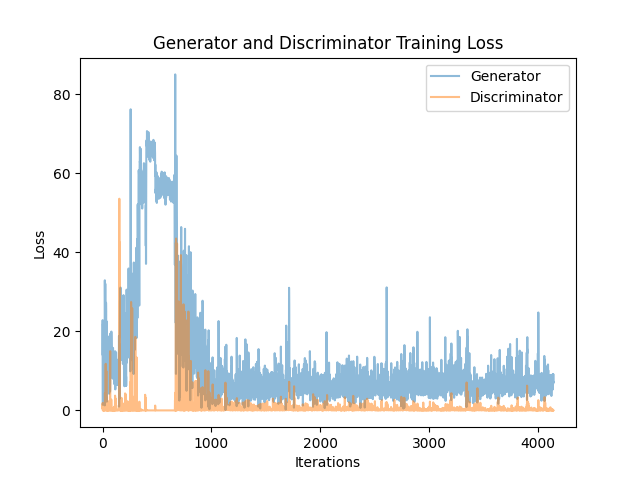 Generator and Discriminator Training Loss
Generator
Discriminator
80
60
40
20
0
Loss
0 1000 2000 3000 4000
Iterations